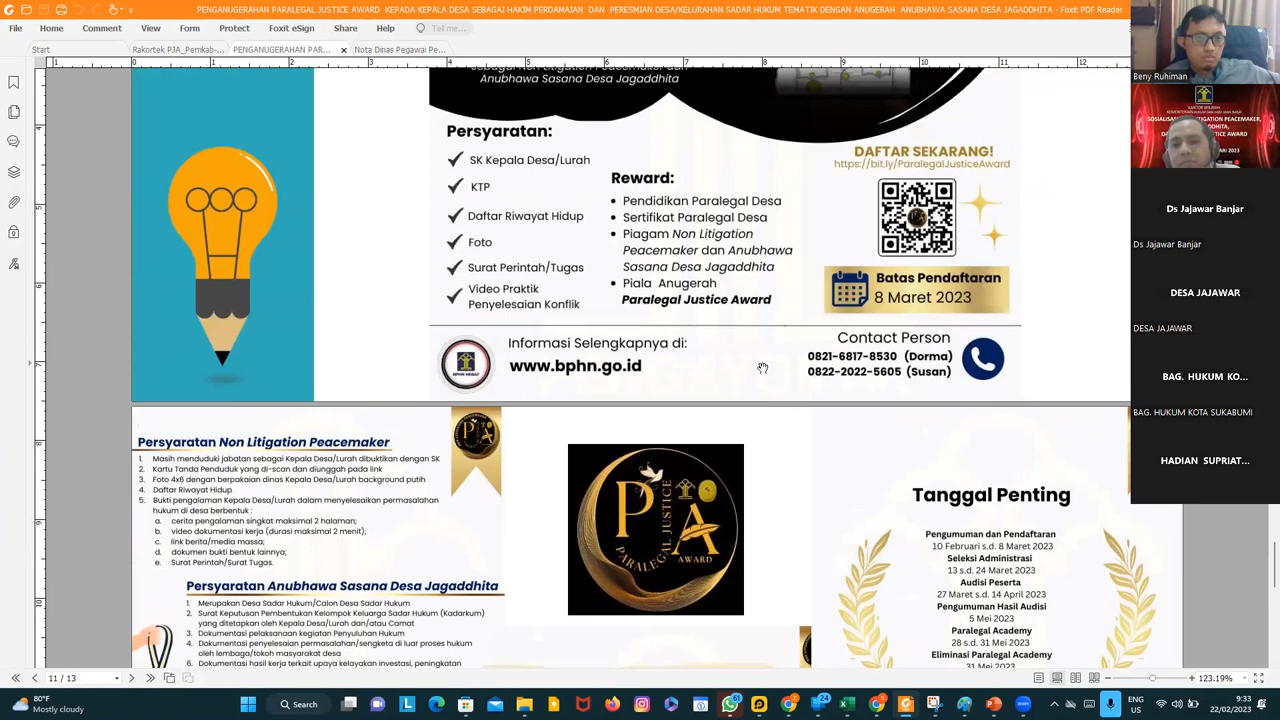 PENGANUGERAHAN PARALEGAL JUSTICE AWARD KEPADA KEPALA DESA SEBAGAI HAKIM PERDAMAIAN DAN PERESMIAN DESA/KELURAHAN SADAR HUKUM TEMATIK DENGAN ANUGERAH ANUBHAWA SASANA DESA JAGADDHITA - Foxit PDF Reader
File Home Comment View Form Protect Foxit eSign Share Help Tell me...
Start Rakortek PJA_Pemkab-... PENGANUGERAHAN PAR... Nota Dinas Pegawai Pe...
Anubhawa Sasana Desa Jagaddhita
Persyaratan:
SK Kepala Desa/Lurah
KTP
Daftar Riwayat Hidup
Foto
Surat Perintah/Tugas
Video Praktik
Penyelesaian Konflik
Reward:
Pendidikan Paralegal Desa
Sertifikat Paralegal Desa
Piagam Non Litigation
Peacemaker dan Anubhawa
Sasana Desa Jagaddhita
Piala Anugerah
Paralegal Justice Award
DAFTAR SEKARANG!
https://bit.ly/ParalegalJusticeAward
Batas Pendaftaran
8 Maret 2023
BPHN HEBAT
Informasi Selengkapnya di:
www.bphn.go.id
Contact Person
0821-6817-8530 (Dorma)
0822-2022-5605 (Susan)
Persyaratan Non Litigation Peacemaker
1. Masih menduduki jabatan sebagai Kepala Desa/Lurah dibuktikan dengan SK
2. Kartu Tanda Penduduk yang di-scan dan diunggah pada link
3. Foto 4x6 dengan berpakaian dinas Kepala Desa/Lurah background putih
4. Daftar Riwayat Hidup
5. Bukti pengalaman Kepala Desa/Lurah dalam menyelesaikan permasalahan
hukum di desa berbentuk :
a. cerita pengalaman singkat maksimal 2 halaman;
b. video dokumentasi kerja (durasi maksimal 2 menit);
c. link berita/media massa;
d. dokumen bukti bentuk lainnya;
e. Surat Perintah/Surat Tugas.
Persyaratan Anubhawa Sasana Desa Jagaddhita
1. Merupakan Desa Sadar Hukum/Calon Desa Sadar Hukum
2. Surat Keputusan Pembentukan Kelompok Keluarga Sadar Hukum (Kadarkum)
yang ditetapkan oleh Kepala Desa/Lurah dan/atau Camat
3. Dokumentasi pelaksanaan kegiatan Penyuluhan Hukum
4. Dokumentasi penyelesaian permasalahan/sengketa di luar proses hukum
oleh lembaga/tokoh masyarakat desa
6. Dokumentasi hasil kerja terkait upaya kelayakan investasi, peningkatan
PARALEGAL JUSTICE AWARD
Tanggal Penting
Pengumuman dan Pendaftaran
10 Februari s.d. 8 Maret 2023
Seleksi Administrasi
13 s.d. 24 Maret 2023
Audisi Peserta
27 Maret s.d. 14 April 2023
Pengumuman Hasil Audisi
5 Mei 2023
Paralegal Academy
28 s.d. 31 Mei 2023
Eliminasi Paralegal Academy
31 Mei 2023
Beny Ruhiman
KANTOR WILAYAH
Ds Jajawar Banjar
Ds Jajawar Banjar
DESA JAJAWAR
DESA JAJAWAR
BAG. HUKUM KO...
BAG. HUKUM KOTA SUKABUMI
HADIAN SUPRIAT...
11 / 13
123.19%
80°F
Mostly cloudy
Search
61
24
ENG
US
9:33
22/02/2023